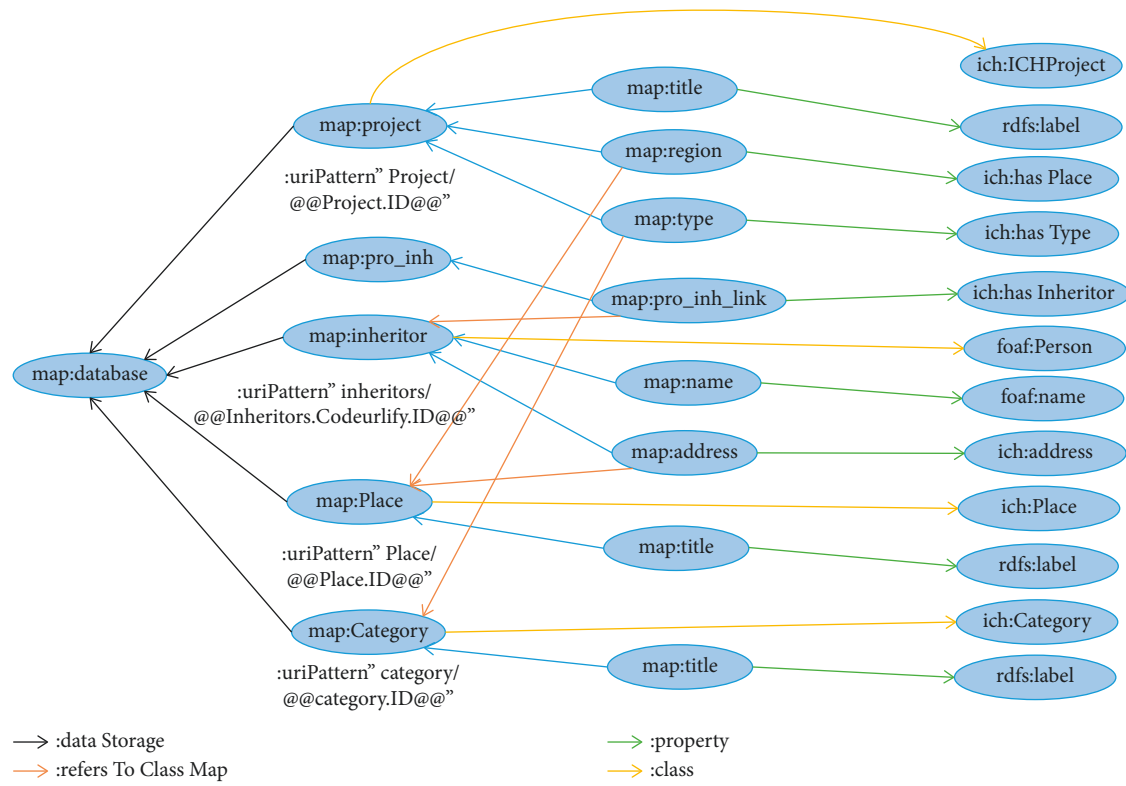 ich:ICHProject
map:title
map:project
rdfs:label
map:region
:uriPattern” Project/
@@Project.ID@@”
ich:has Place
map:type
ich:has Type
map:pro_inh
map:pro_inh_link
ich:has Inheritor
map:inheritor
foaf:Person
map:database
:uriPattern” inheritors/
@@Inheritors.Codeurlify.ID@@”
map:name
foaf:name
map:address
ich:address
map:Place
ich:Place
:uriPattern” Place/
@@Place.ID@@”
map:title
rdfs:label
map:Category
ich:Category
:uriPattern” category/
@@category.ID@@”
map:title
rdfs:label
:data Storage
:refers To Class Map
:property
:class